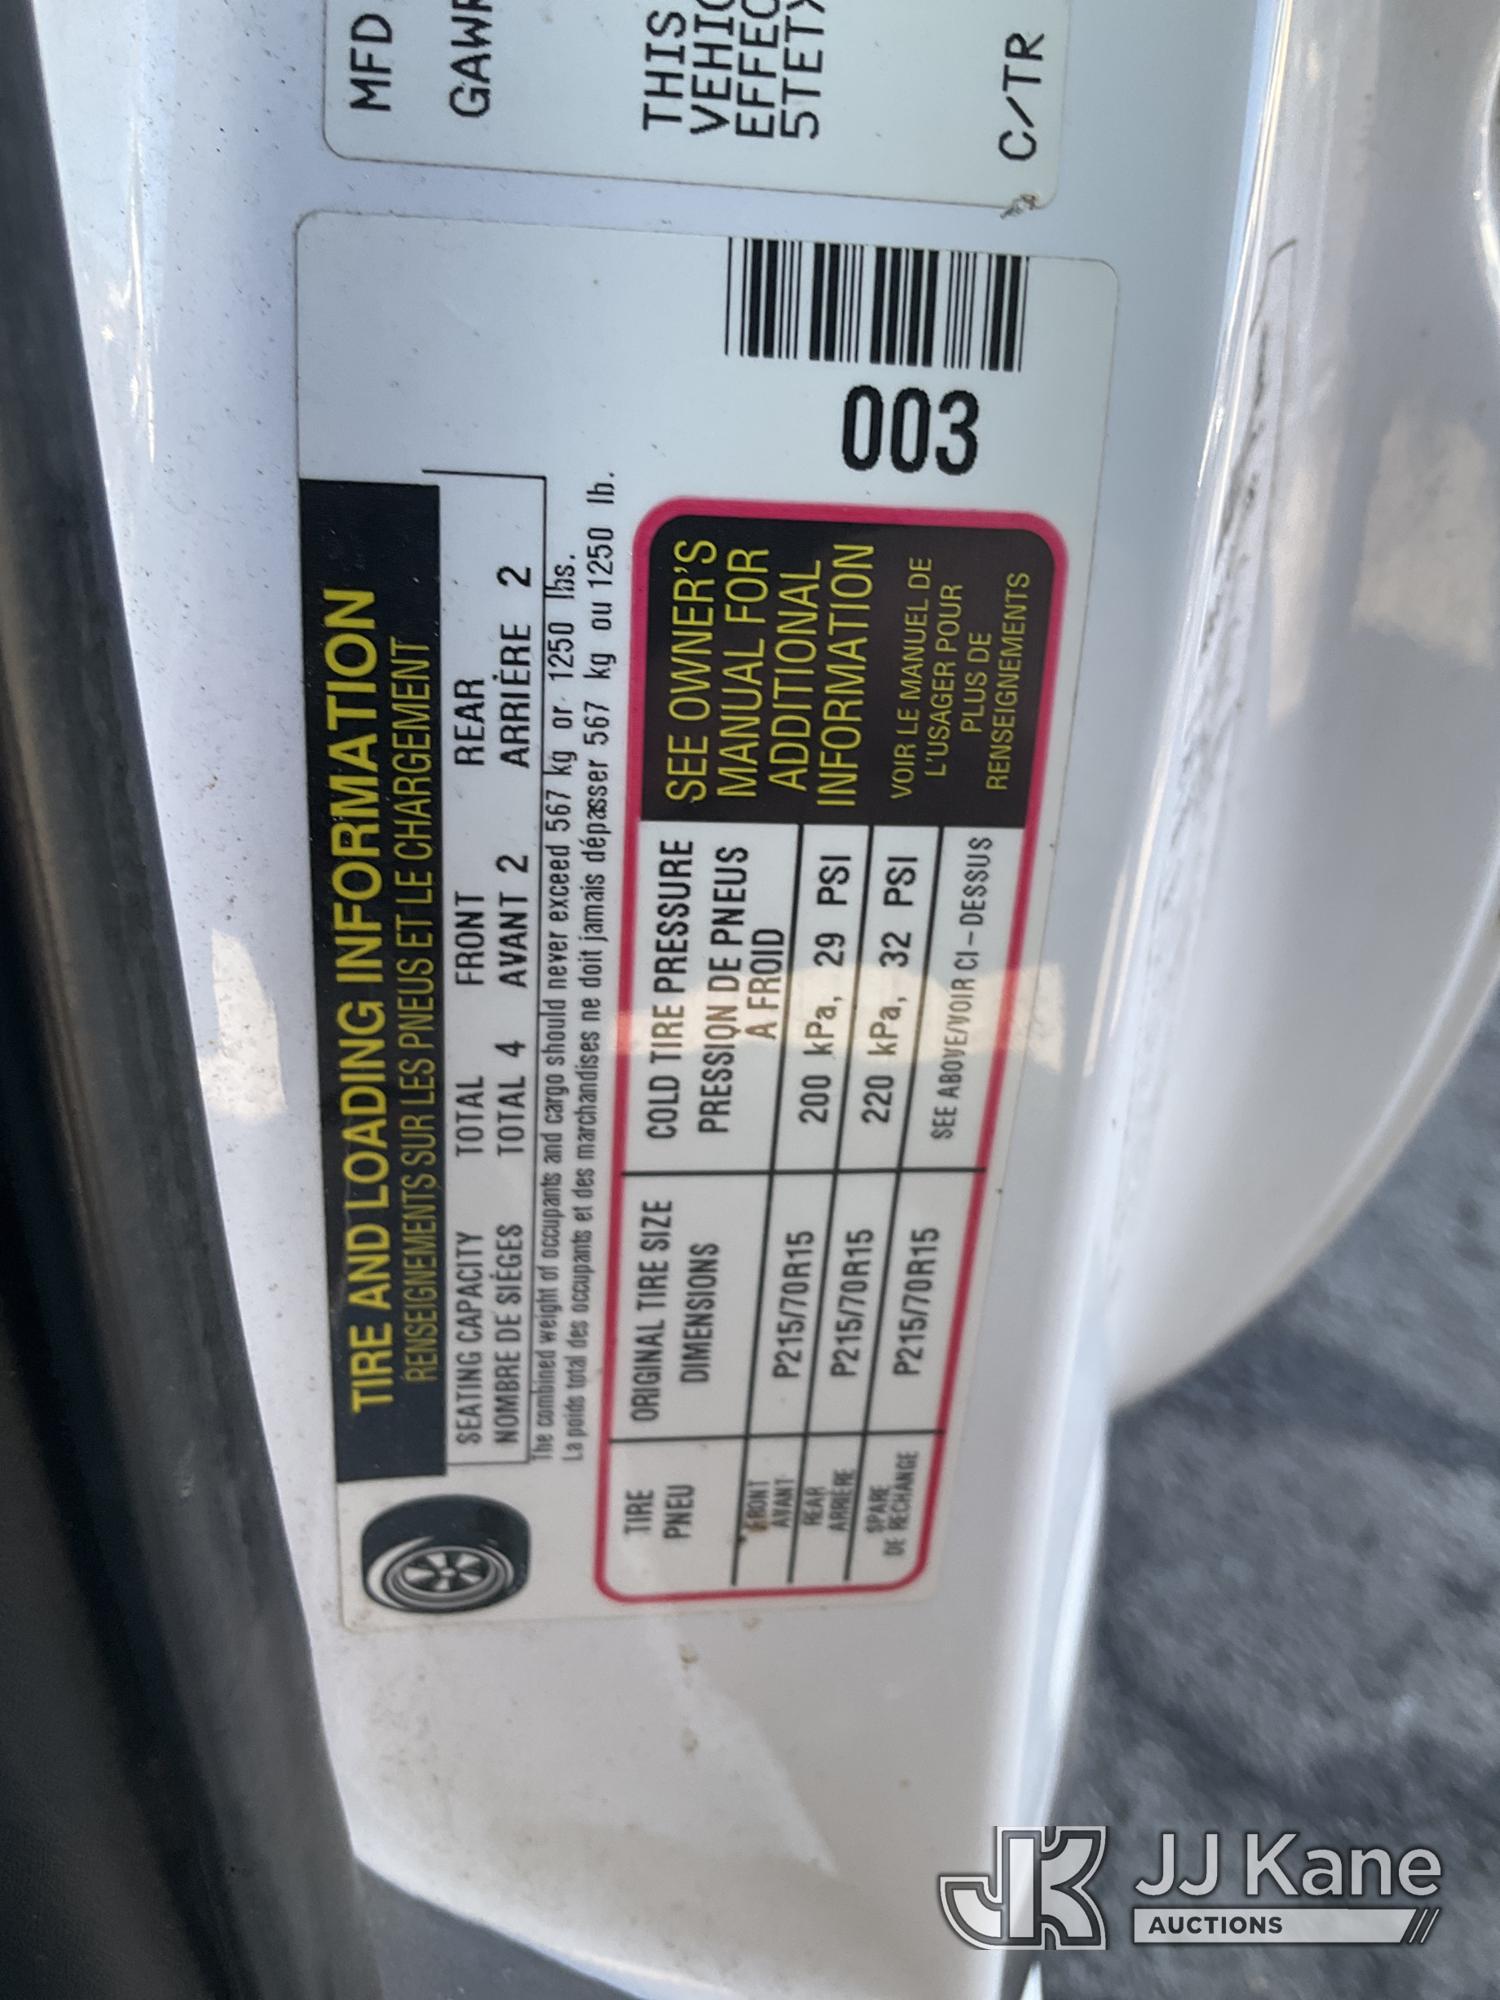 TIRE AND LOADING INFORMATION
RENSEIGNEMENTS SUR LES PNEUS ET LE CHARGEMENT
SEATING CAPACITY TOTAL FRONT REAR
NOMBRE DE SIÈGES TOTAL 4 AVANT 2 ARRIÈRE 2
The combined weight of occupants and cargo should never exceed 567 kg or 1250 lbs.
La poids total des occupants et des marchandises ne doit jamais dépasser 567 kg ou 1250 lb.
TIRE ORIGINAL TIRE SIZE COLD TIRE PRESSURE
PNEU DIMENSIONS PRESSION DE PNEUS
À FROID
FRONT
AVANT P215/70R15 200 kPa, 29 PSI
REAR
ARRIÈRE P215/70R15 220 kPa, 32 PSI
SPARE
DE RECHANGE P215/70R15 SEE ABOVE/VOIR CI-DESSUS
SEE OWNER'S
MANUAL FOR
ADDITIONAL
INFORMATION
VOIR LE MANUEL DE
L'USAGER POUR
PLUS DE
RENSEIGNEMENTS
003
MFD
GAWR
THIS
VEHIC
EFFEC
5TETX
C/TR
JK JJ Kane
AUCTIONS